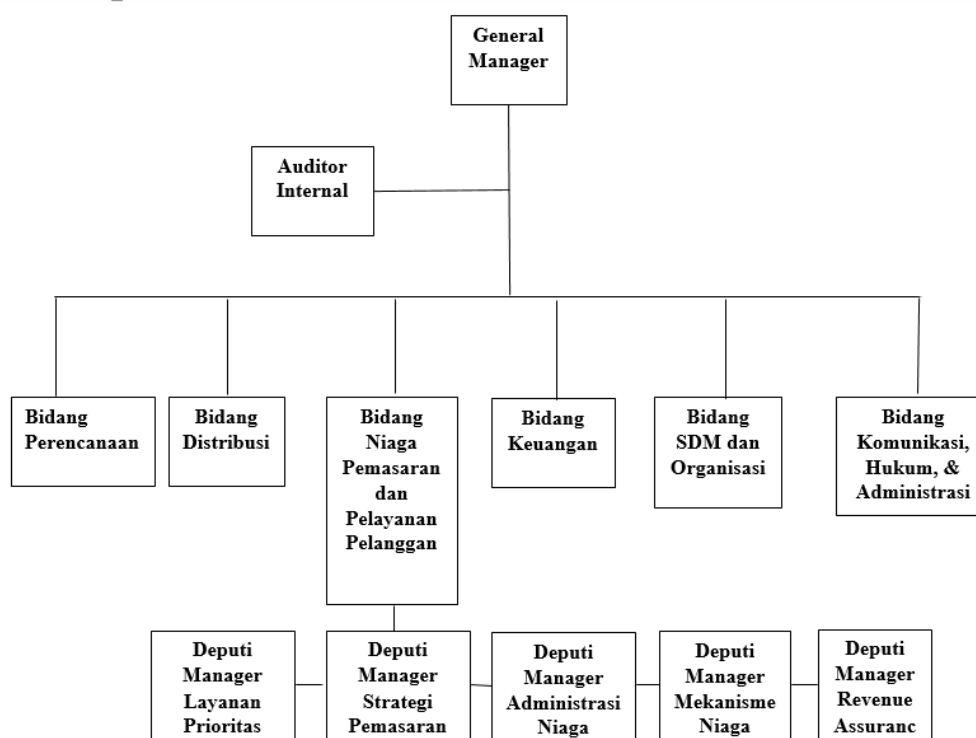 General
Manager
Auditor
Internal
Bidang
Perencanaan
Bidang
Distribusi
Bidang
Niaga
Pemasaran
dan
Pelayanan
Pelanggan
Bidang
Keuangan
Bidang
SDM dan
Organisasi
Bidang
Komunikasi,
Hukum, &
Administrasi
Deputi
Manager
Layanan
Prioritas
Deputi
Manager
Strategi
Pemasaran
Deputi
Manager
Administrasi
Niaga
Deputi
Manager
Mekanisme
Niaga
Deputi
Manager
Revenue
Assuranc